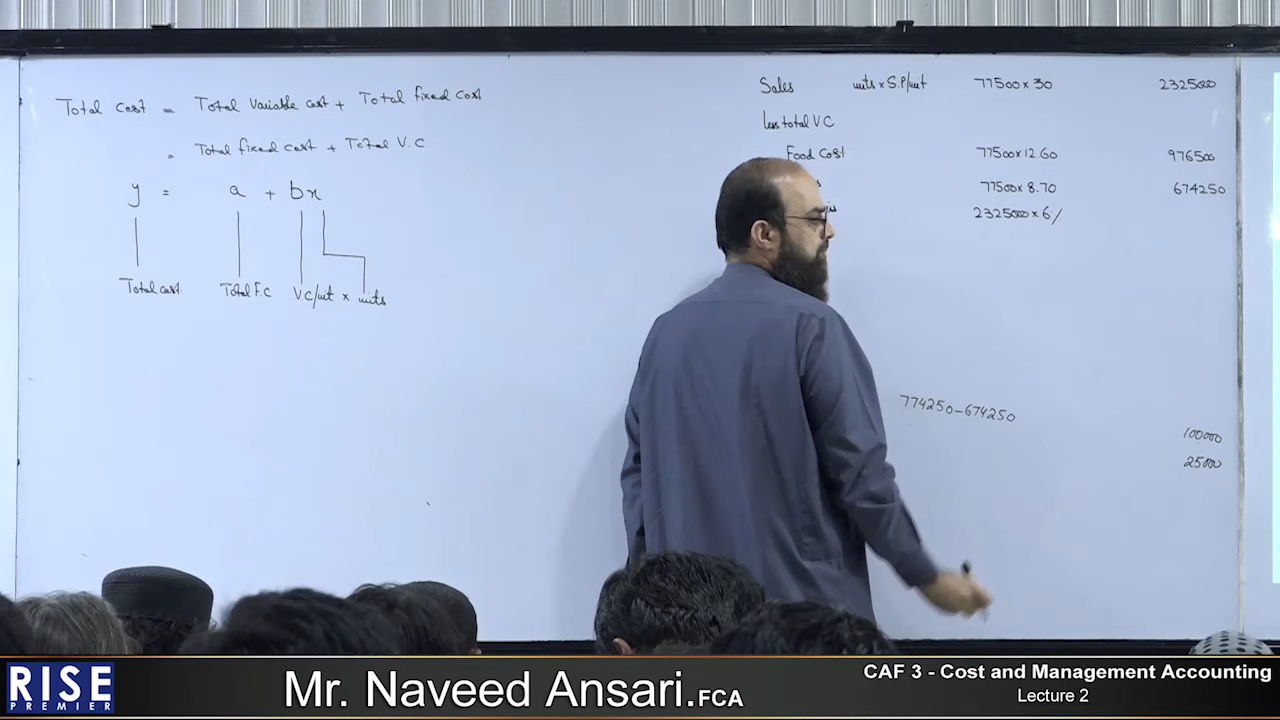 Total Cost = Total Variable Cost + Total fixed Cost
= Total fixed Cost + Total V.C
y = a + bx
Total cost Total F.C VC/unit x units
Sales units x S.P/unit 77500 x 30 2325000
less total V.C
Food Cost 77500 x 12.60 976500
77500 x 8.70 674250
2325000 x 6%
774250-674250
100000
25000
RISE
PREMIER
Mr. Naveed Ansari.FCA
CAF 3 - Cost and Management Accounting
Lecture 2